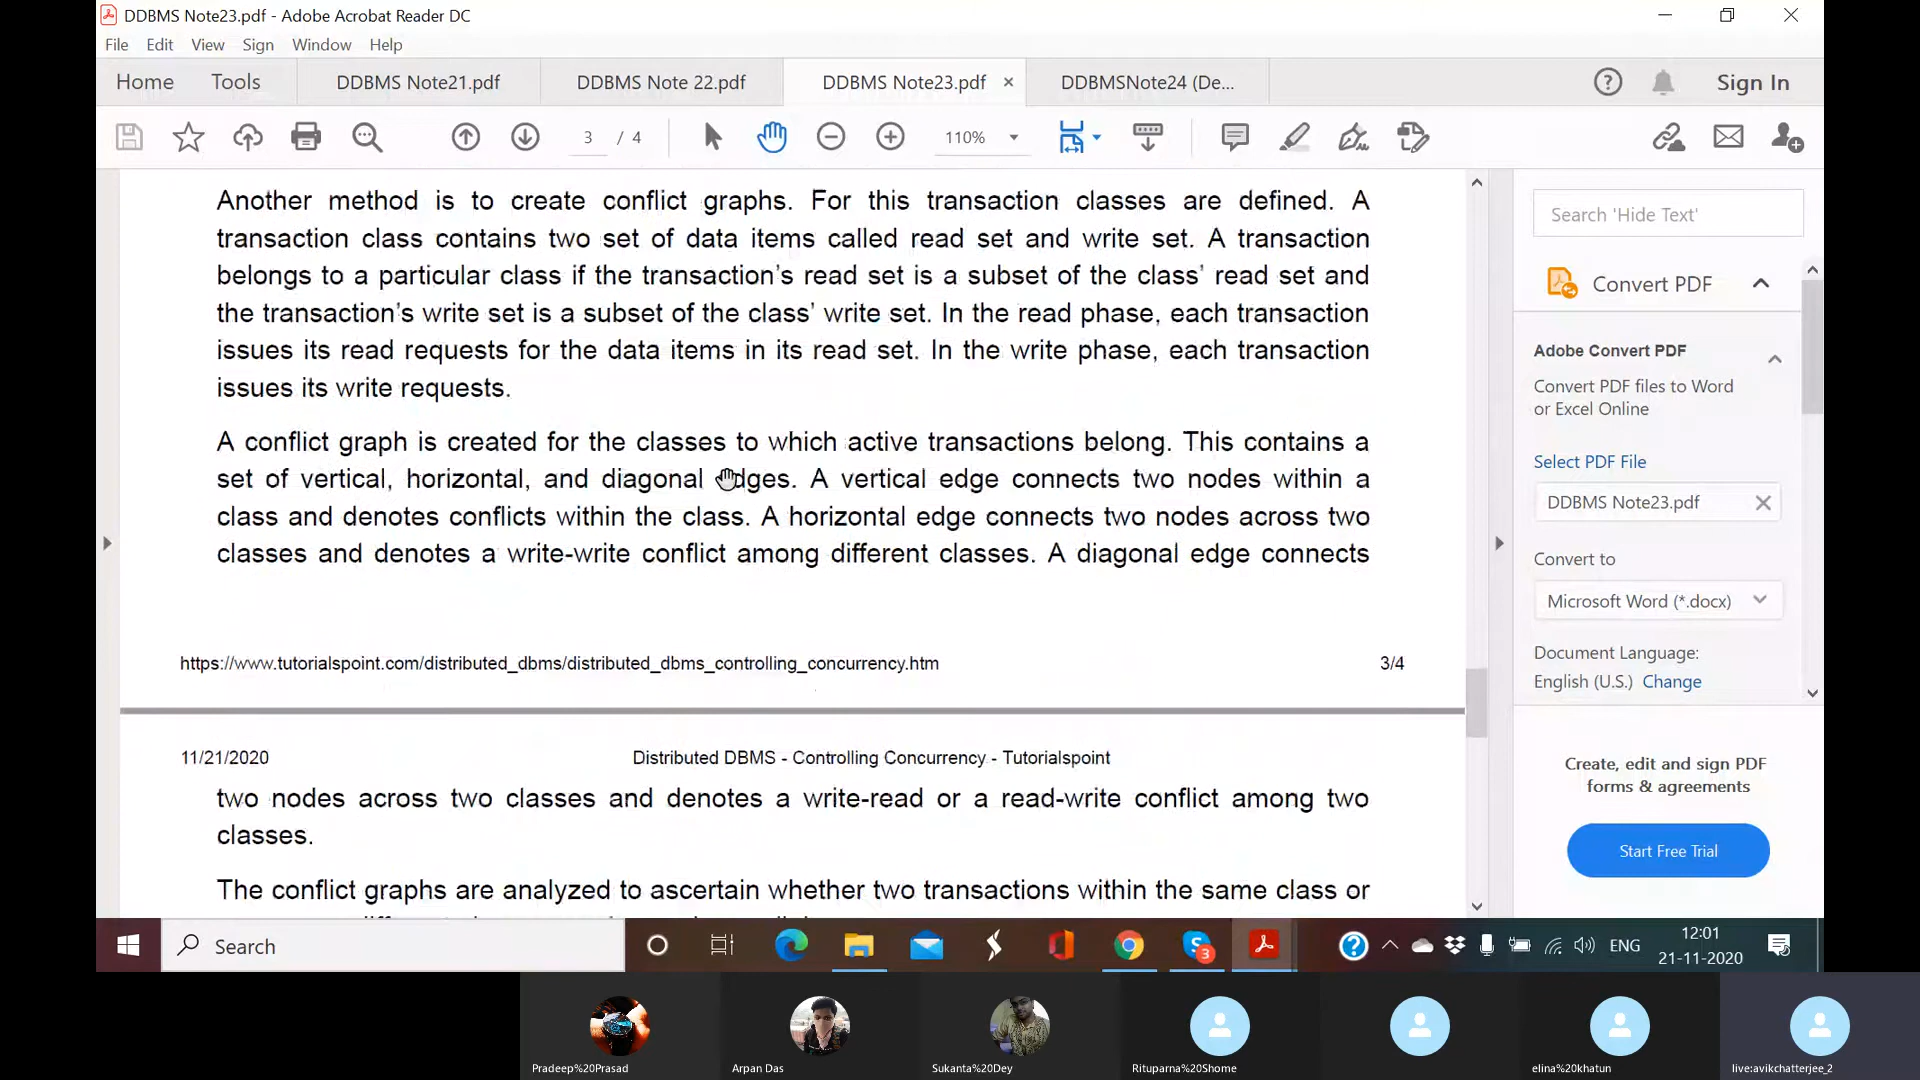 DDBMS Note23.pdf - Adobe Acrobat Reader DC
File Edit View Sign Window Help
Home Tools DDBMS Note21.pdf DDBMS Note 22.pdf DDBMS Note23.pdf × DDBMSNote24 (De... Sign In
3 / 4 110%
Another method is to create conflict graphs. For this transaction classes are defined. A
transaction class contains two set of data items called read set and write set. A transaction
belongs to a particular class if the transaction's read set is a subset of the class' read set and
the transaction's write set is a subset of the class' write set. In the read phase, each transaction
issues its read requests for the data items in its read set. In the write phase, each transaction
issues its write requests.
A conflict graph is created for the classes to which active transactions belong. This contains a
set of vertical, horizontal, and diagonal edges. A vertical edge connects two nodes within a
class and denotes conflicts within the class. A horizontal edge connects two nodes across two
classes and denotes a write-write conflict among different classes. A diagonal edge connects
https://www.tutorialspoint.com/distributed_dbms/distributed_dbms_controlling_concurrency.htm 3/4
11/21/2020 Distributed DBMS - Controlling Concurrency - Tutorialspoint
two nodes across two classes and denotes a write-read or a read-write conflict among two
classes.
The conflict graphs are analyzed to ascertain whether two transactions within the same class or
Search 'Hide Text'
Convert PDF
Adobe Convert PDF
Convert PDF files to Word
or Excel Online
Select PDF File
DDBMS Note23.pdf
Convert to
Microsoft Word (*.docx)
Document Language:
English (U.S.) Change
Create, edit and sign PDF
forms & agreements
Start Free Trial
Search
3
ENG
12:01
21-11-2020
Pradeep%20Prasad
Arpan Das
Sukanta%20Dey
Rituparna%20Shome
elina%20khatun
live:avikchatterjee_2